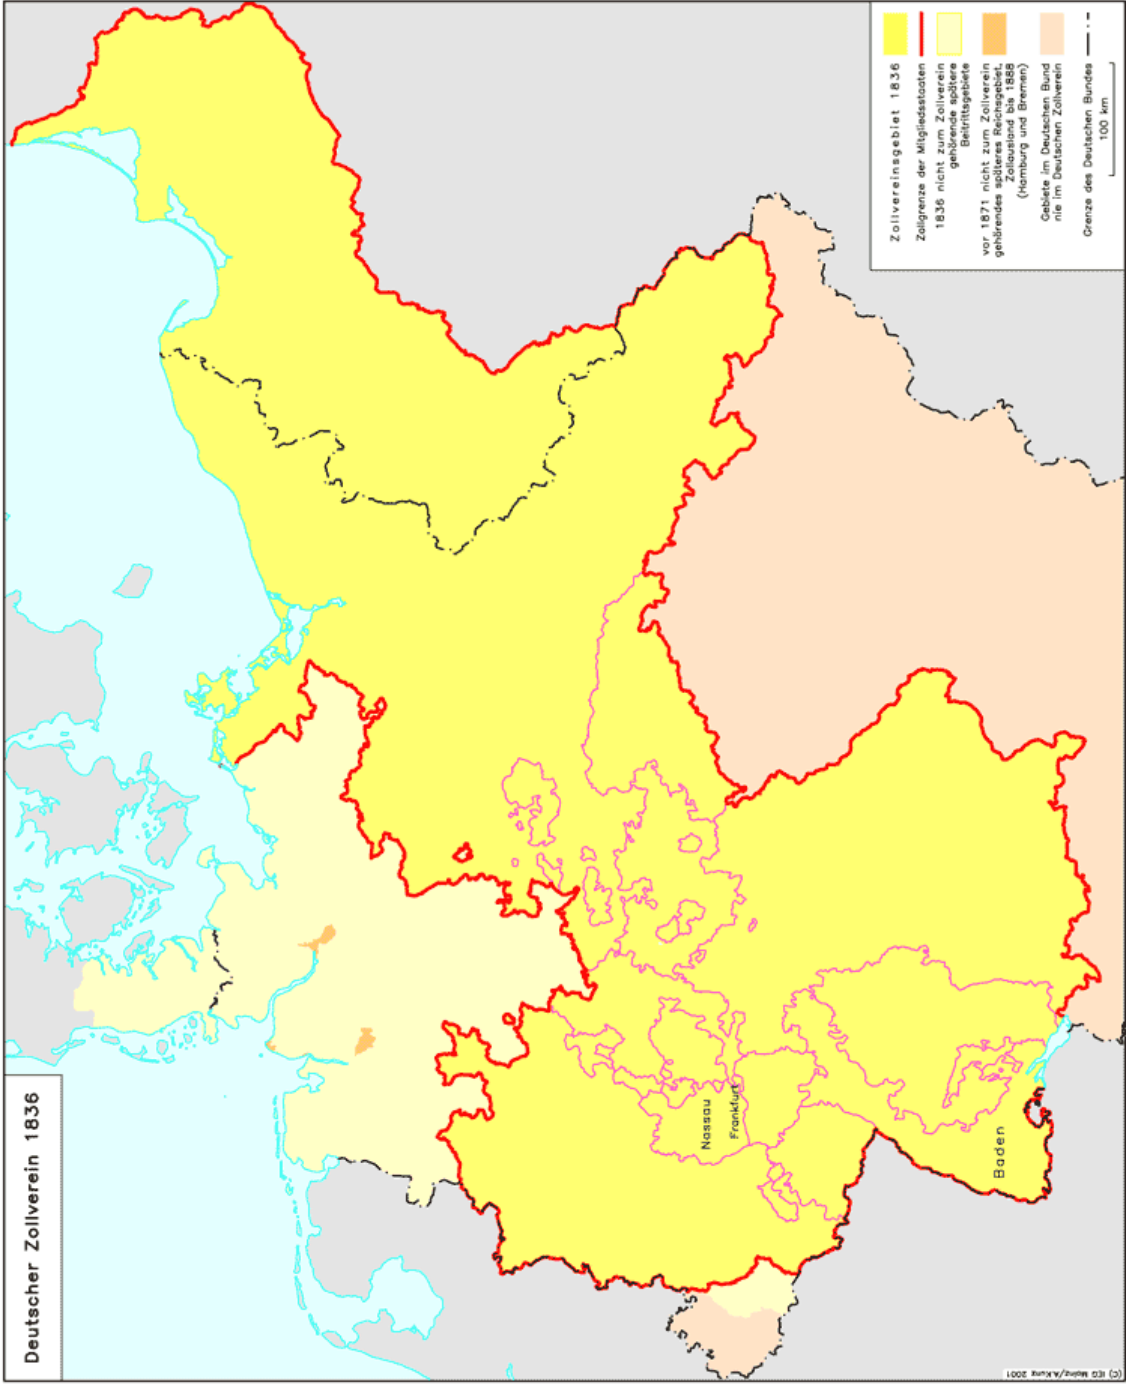 Deutscher Zollverein 1836
Nassau
Frankfurt
Baden
Zollvereinsgebiet 1836
Zollgrenze der Mitgliedsstaaten
1836 nicht zum Zollverein
gehörende spätere
Beitrittsgebiete
vor 1871 nicht zum Zollverein
gehörendes späteres Reichsgebiet,
Zollausland bis 1888
(Hamburg und Bremen)
Gebiete im Deutschen Bund
nie im Deutschen Zollverein
Grenze des Deutschen Bundes
100 km
(C) IEG Mainz/A.Kunz 2001